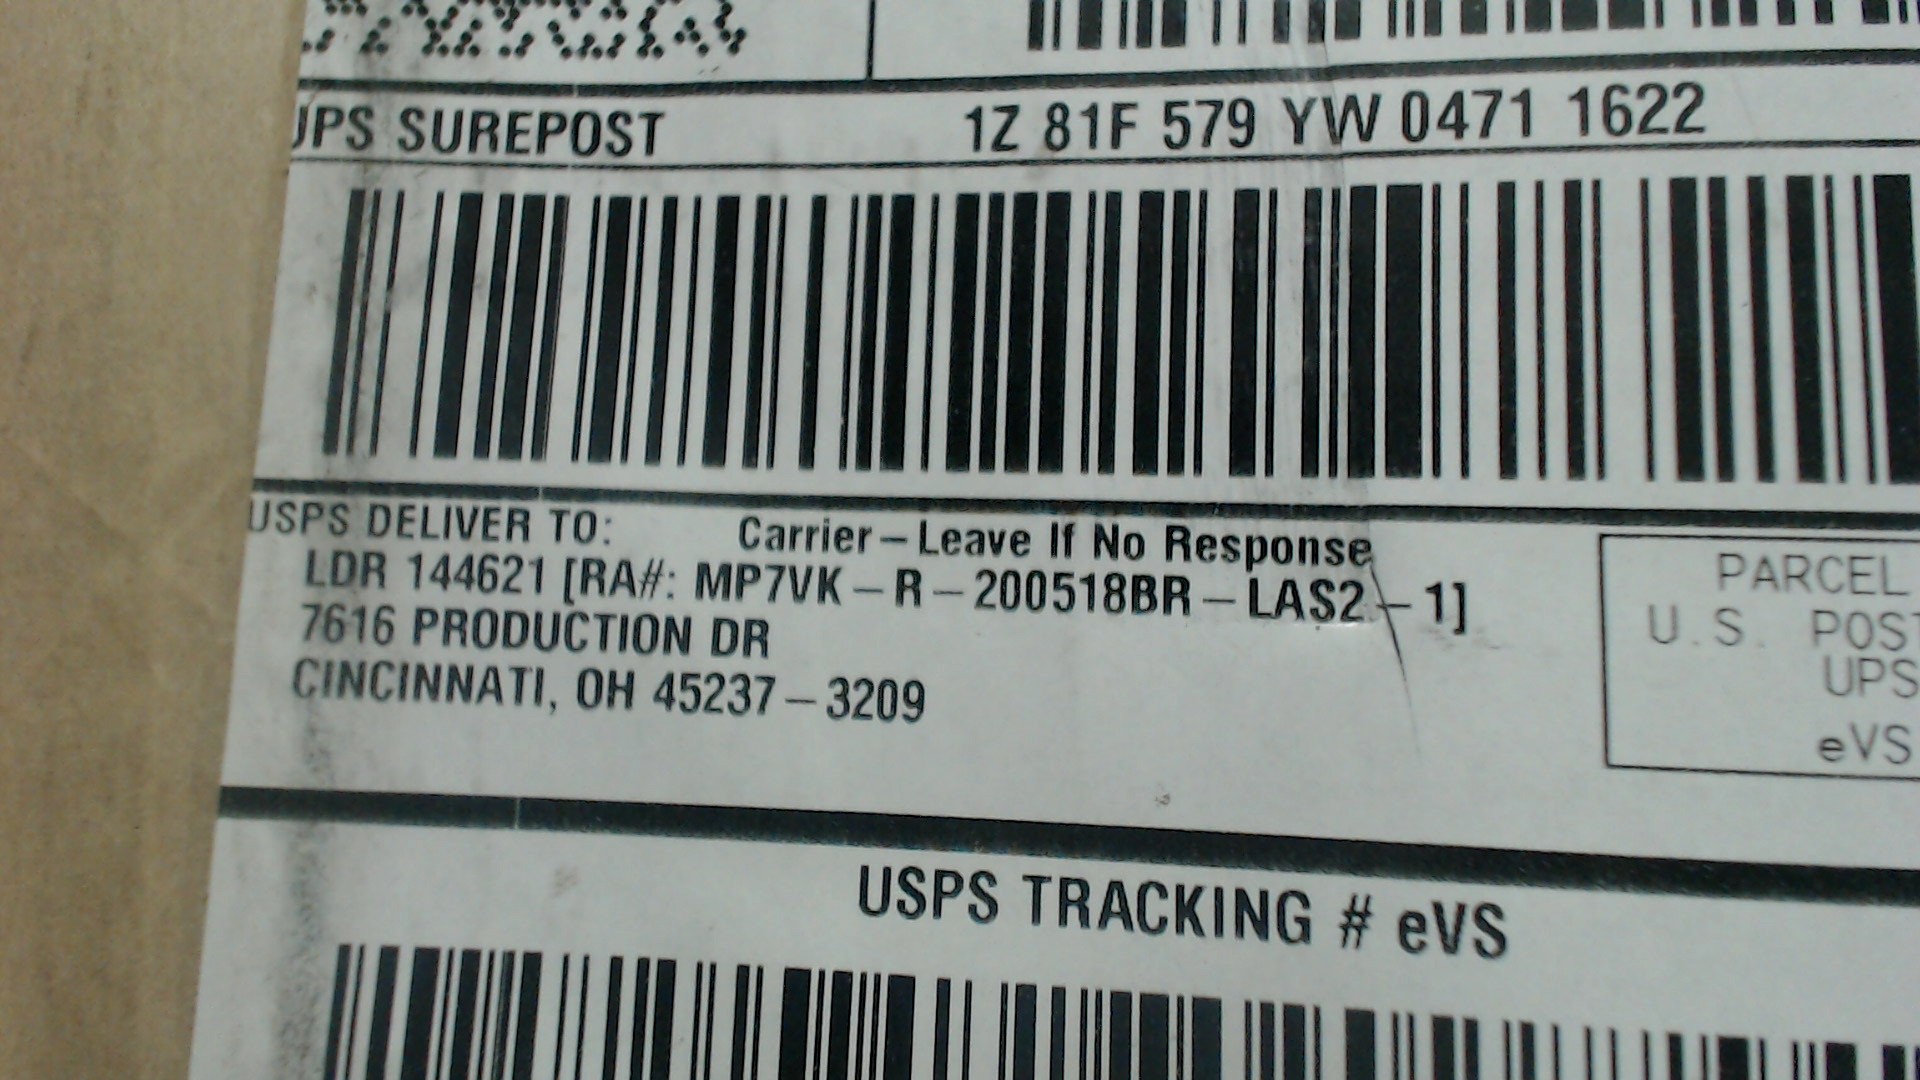 UPS SUREPOST 1Z 81F 579 YW 0471 1622
USPS DELIVER TO: Carrier–Leave If No Response
LDR 144621 [RA#: MP7VK–R–200518BR–LAS2–1]
7616 PRODUCTION DR
CINCINNATI, OH 45237–3209
PARCEL
U.S. POST
UPS
eVS
USPS TRACKING # eVS